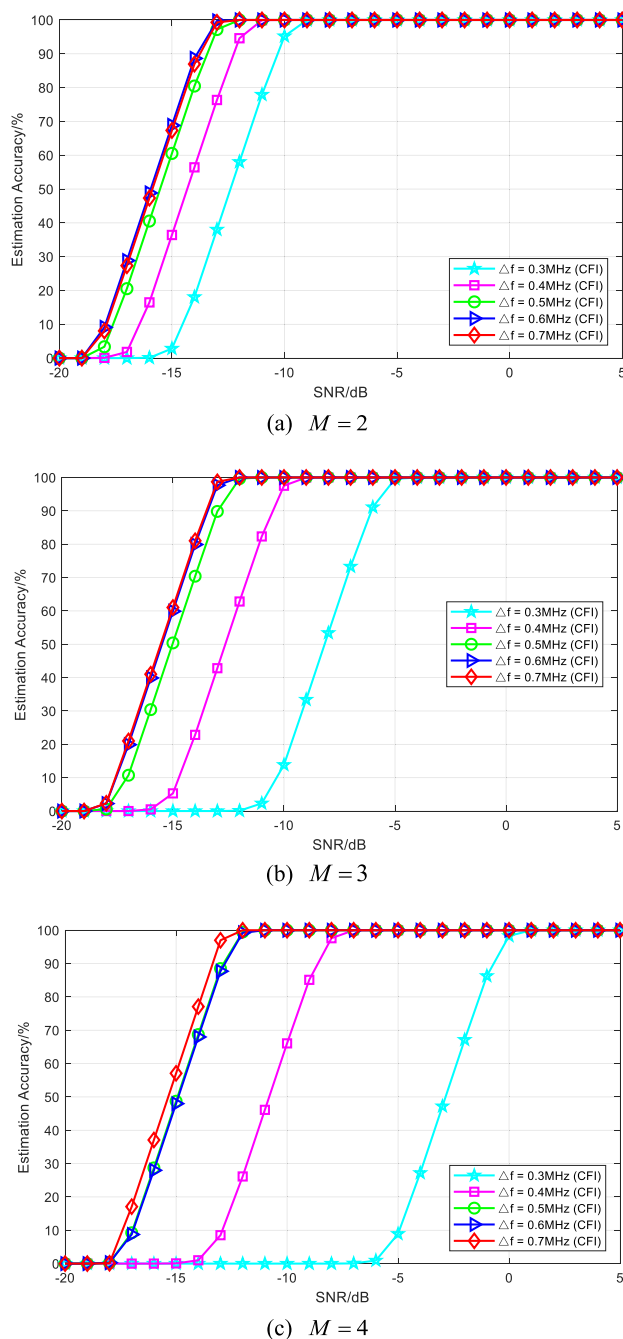 100
90
80
70
60
50
40
30
20
10
0
Estimation Accuracy/%
△f = 0.3MHz (CFI)
△f = 0.4MHz (CFI)
△f = 0.5MHz (CFI)
△f = 0.6MHz (CFI)
△f = 0.7MHz (CFI)
-20 -15 -10 -5 0 5
SNR/dB
(a) M = 2
100
90
80
70
60
50
40
30
20
10
0
Estimation Accuracy/%
△f = 0.3MHz (CFI)
△f = 0.4MHz (CFI)
△f = 0.5MHz (CFI)
△f = 0.6MHz (CFI)
△f = 0.7MHz (CFI)
-20 -15 -10 -5 0 5
SNR/dB
(b) M = 3
100
90
80
70
60
50
40
30
20
10
0
Estimation Accuracy/%
△f = 0.3MHz (CFI)
△f = 0.4MHz (CFI)
△f = 0.5MHz (CFI)
△f = 0.6MHz (CFI)
△f = 0.7MHz (CFI)
-20 -15 -10 -5 0 5
SNR/dB
(c) M = 4